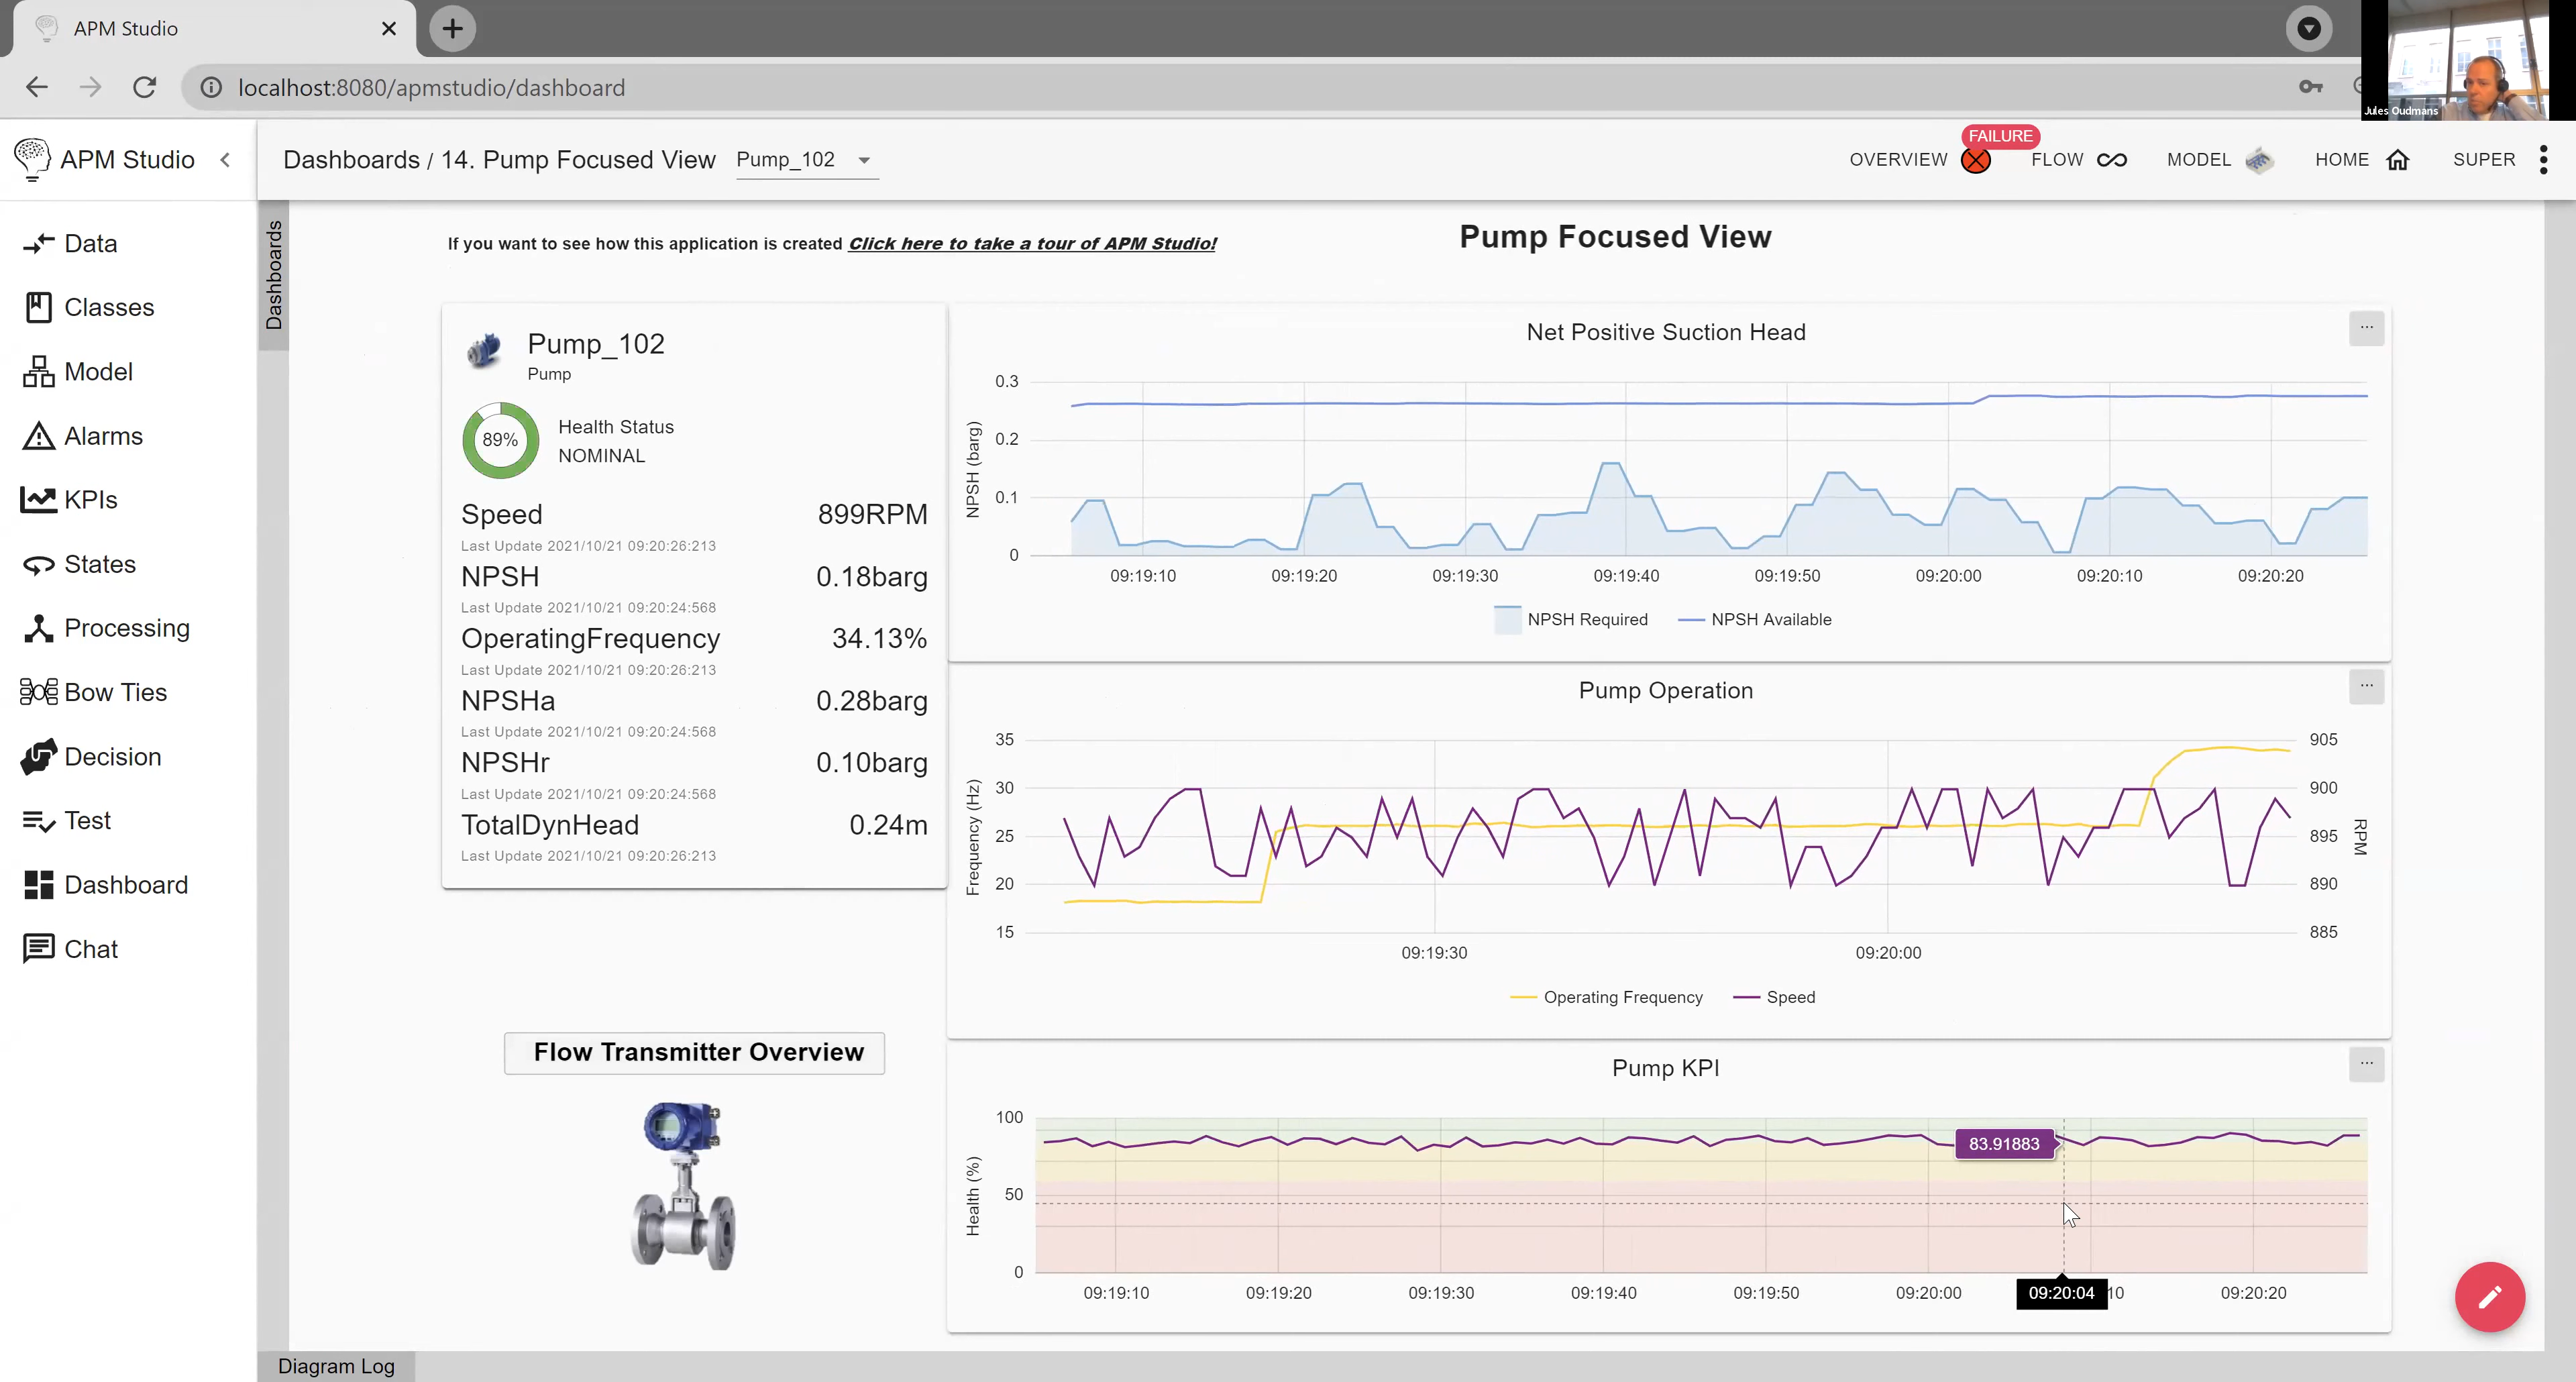 APM Studio
localhost:8080/apmstudio/dashboard
Jules Oudmans
APM Studio
Dashboards / 14. Pump Focused View
Pump_102
FAILURE
OVERVIEW
FLOW
MODEL
HOME
SUPER
Data
Classes
Model
Alarms
KPIs
States
Processing
Bow Ties
Decision
Test
Dashboard
Chat
Dashboards
If you want to see how this application is created Click here to take a tour of APM Studio!
Pump Focused View
Pump_102
Pump
89%
Health Status
NOMINAL
Speed 899RPM
Last Update 2021/10/21 09:20:26:213
NPSH 0.18barg
Last Update 2021/10/21 09:20:24:568
OperatingFrequency 34.13%
Last Update 2021/10/21 09:20:26:213
NPSHa 0.28barg
Last Update 2021/10/21 09:20:24:568
NPSHr 0.10barg
Last Update 2021/10/21 09:20:24:568
TotalDynHead 0.24m
Last Update 2021/10/21 09:20:26:213
Flow Transmitter Overview
Net Positive Suction Head
...
NPSH (barg)
0.3
0.2
0.1
0
09:19:10 09:19:20 09:19:30 09:19:40 09:19:50 09:20:00 09:20:10 09:20:20
NPSH Required NPSH Available
Pump Operation
...
Frequency (Hz)
35
30
25
20
15
905
900
895
890
885
RPM
09:19:30 09:20:00
Operating Frequency Speed
Pump KPI
...
Health (%)
100
50
0
83.91883
09:19:10 09:19:20 09:19:30 09:19:40 09:19:50 09:20:00 09:20:04 10 09:20:20
Diagram Log